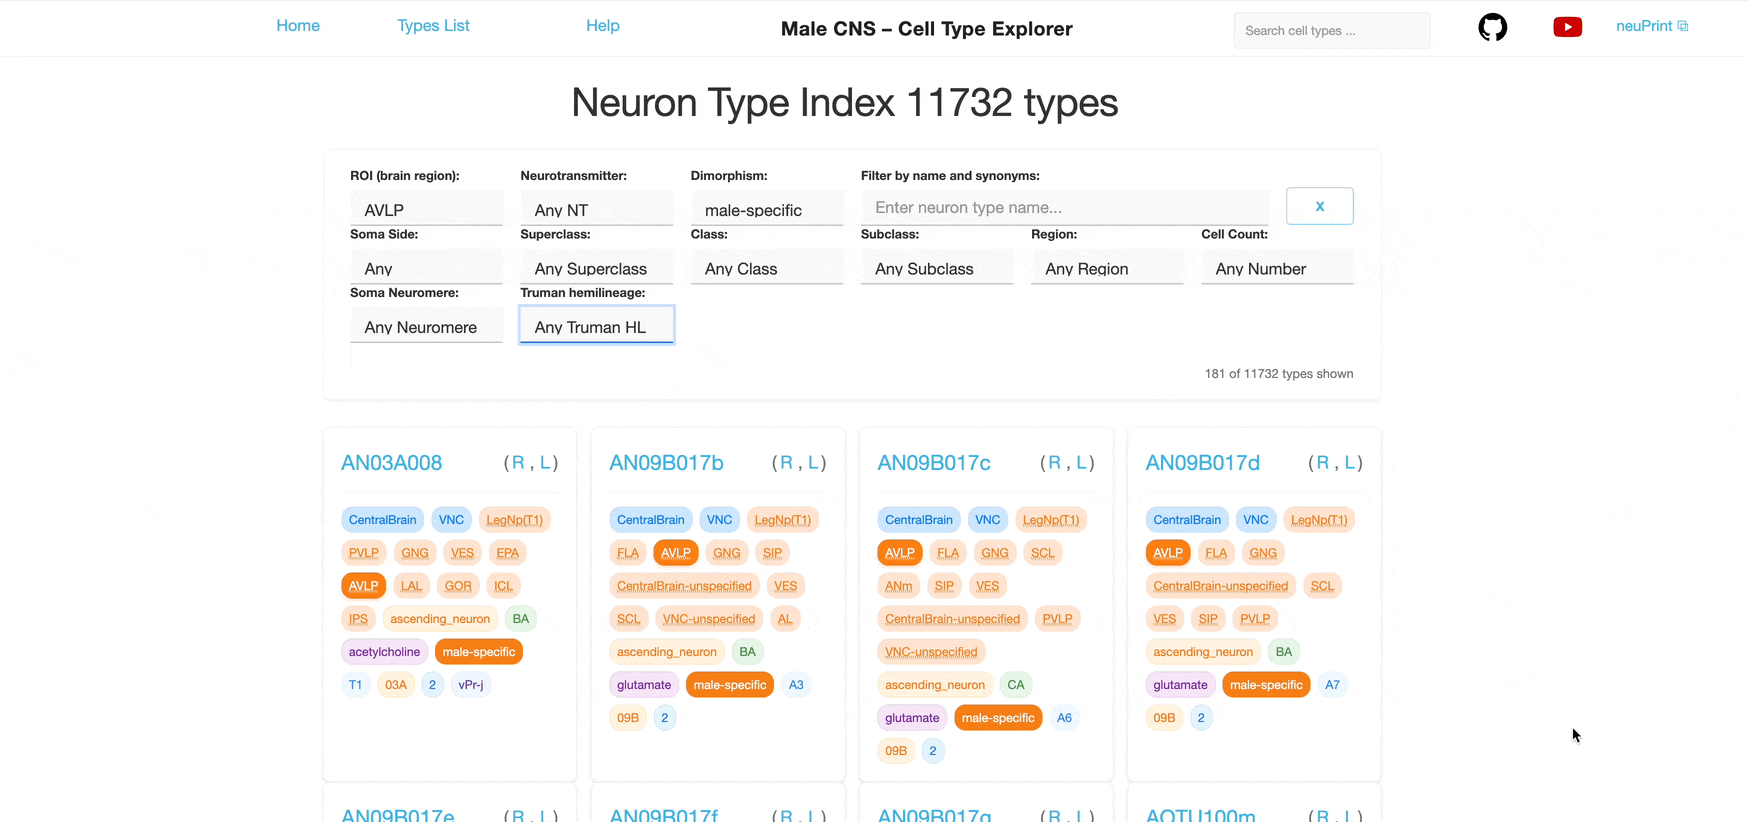 Home Types List Help Male CNS – Cell Type Explorer Search cell types ... neuPrint
Neuron Type Index 11732 types
ROI (brain region): Neurotransmitter: Dimorphism: Filter by name and synonyms:
AVLP Any NT male-specific Enter neuron type name... x
Soma Side: Superclass: Class: Subclass: Region: Cell Count:
Any Any Superclass Any Class Any Subclass Any Region Any Number
Soma Neuromere: Truman hemilineage:
Any Neuromere Any Truman HL
181 of 11732 types shown
AN03A008 (R , L)
CentralBrain VNC LegNp(T1)
PVLP GNG VES EPA
AVLP LAL GOR ICL
IPS ascending_neuron BA
acetylcholine male-specific
T1 03A 2 vPr-j
AN09B017b (R , L)
CentralBrain VNC LegNp(T1)
FLA AVLP GNG SIP
CentralBrain-unspecified VES
SCL VNC-unspecified AL
ascending_neuron BA
glutamate male-specific A3
09B 2
AN09B017c (R , L)
CentralBrain VNC LegNp(T1)
AVLP FLA GNG SCL
ANm SIP VES
CentralBrain-unspecified PVLP
VNC-unspecified
ascending_neuron CA
glutamate male-specific A6
09B 2
AN09B017d (R , L)
CentralBrain VNC LegNp(T1)
AVLP FLA GNG
CentralBrain-unspecified SCL
VES SIP PVLP
ascending_neuron BA
glutamate male-specific A7
09B 2
AN09B017e (R , L)
AN09B017f (R , L)
AN09B017g (R , L)
AOTU100m (R , L)